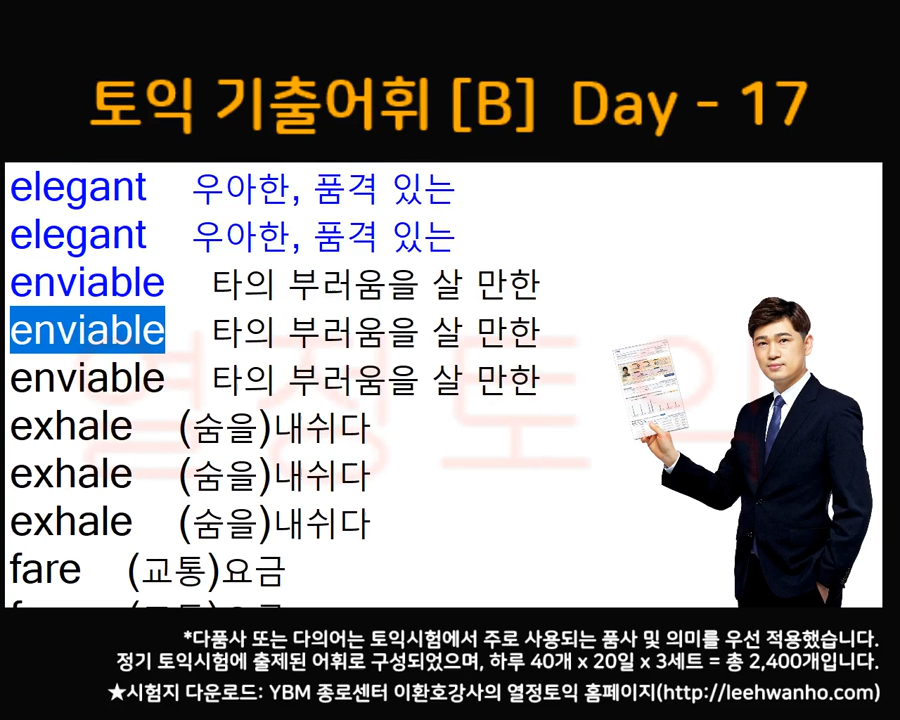 토익 기출어휘 [B] Day - 17
elegant 우아한, 품격 있는
elegant 우아한, 품격 있는
enviable 타의 부러움을 살 만한
enviable 타의 부러움을 살 만한
enviable 타의 부러움을 살 만한
exhale (숨을)내쉬다
exhale (숨을)내쉬다
exhale (숨을)내쉬다
fare (교통)요금
열정토익
*다품사 또는 다의어는 토익시험에서 주로 사용되는 품사 및 의미를 우선 적용했습니다.
정기 토익시험에 출제된 어휘로 구성되었으며, 하루 40개 x 20일 x 3세트 = 총 2,400개입니다.
★시험지 다운로드: YBM 종로센터 이환호강사의 열정토익 홈페이지(http://leehwanho.com)